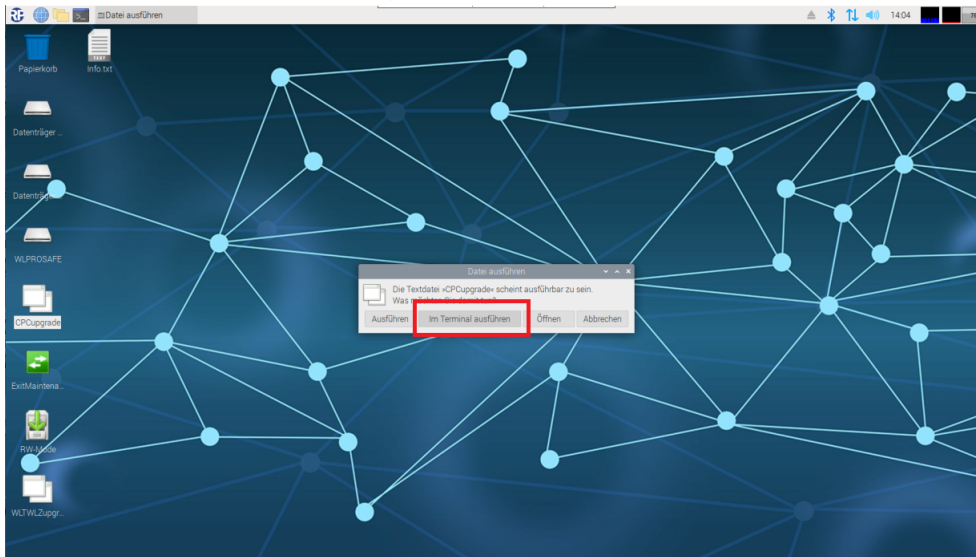 Datei ausführen
14:04
Papierkorb
Info.txt
Datenträger ...
Datenträger
WLPROSAFE
CPCupgrade
ExitMaintena...
RW-Mode
WLTWLZupgr...
Datei ausführen
Die Textdatei »CPCupgrade« scheint ausführbar zu sein.
Was
Ausführen
Im Terminal ausführen
Öffnen
Abbrechen